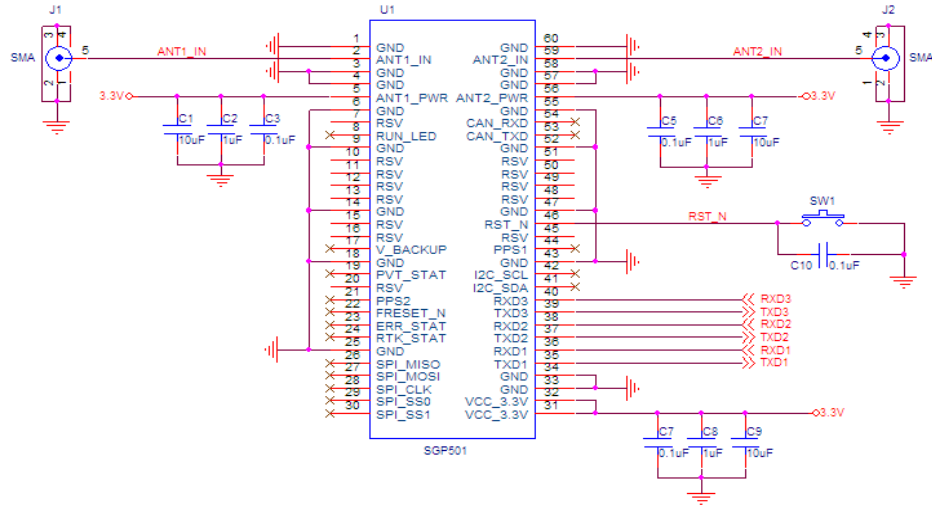 J1
U1
J2
3 4
SMA
5
2 1
ANT1_IN
1 GND GND 60
2 ANT1_IN ANT2_IN 59
3 GND GND 58
4 GND GND 57
5 ANT1_PWR ANT2_PWR 56
6 GND GND 55
7 RSV CAN_RXD 54
8 RUN_LED CAN_TXD 53
9 GND GND 52
10 RSV RSV 51
11 RSV RSV 50
12 RSV RSV 49
13 RSV RSV 48
14 GND GND 47
15 RSV RST_N 46
16 RSV RSV 45
17 V_BACKUP PPS1 44
18 GND GND 43
19 PVT_STAT I2C_SCL 42
20 RSV I2C_SDA 41
21 PPS2 RXD3 40
22 FRESET_N TXD3 39
23 ERR_STAT RXD2 38
24 RTK_STAT TXD2 37
25 GND RXD1 36
26 SPI_MISO TXD1 35
27 SPI_MOSI GND 34
28 SPI_CLK GND 33
29 SPI_SS0 VCC_3.3V 32
30 SPI_SS1 VCC_3.3V 31
SGP501
ANT2_IN
4 3
5
SMA
1 2
3.3V
C1
10uF
C2
1uF
C3
0.1uF
3.3V
C5
0.1uF
C6
1uF
C7
10uF
SW1
RST_N
C10 0.1uF
RXD3
TXD3
RXD2
TXD2
RXD1
TXD1
3.3V
C7
0.1uF
C8
1uF
C9
10uF